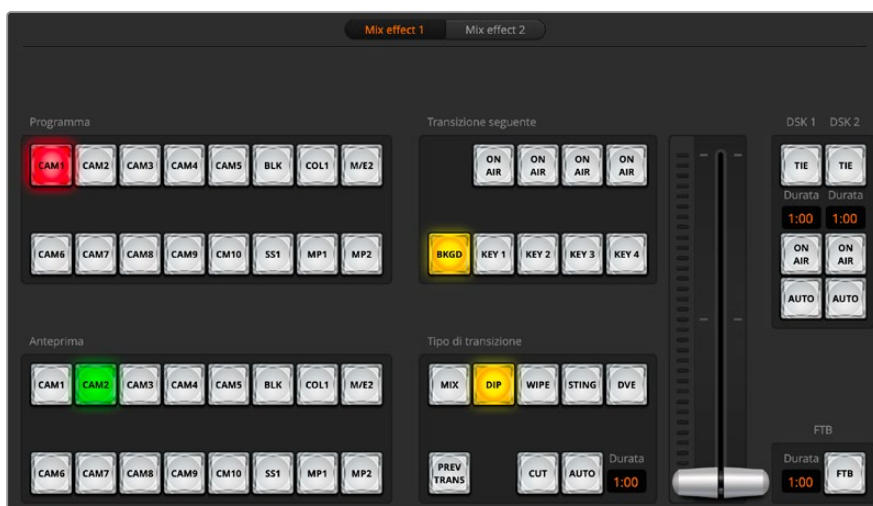 Mix effect 1 Mix effect 2
Programma
CAM1 CAM2 CAM3 CAM4 CAM5 BLK COL1 M/E2
CAM6 CAM7 CAM8 CAM9 CM10 SS1 MP1 MP2
Transizione seguente
ON AIR ON AIR ON AIR ON AIR
BKGD KEY 1 KEY 2 KEY 3 KEY 4
DSK 1 DSK 2
TIE TIE
Durata Durata
1:00 1:00
ON AIR ON AIR
AUTO AUTO
Anteprima
CAM1 CAM2 CAM3 CAM4 CAM5 BLK COL1 M/E2
CAM6 CAM7 CAM8 CAM9 CM10 SS1 MP1 MP2
Tipo di transizione
MIX DIP WIPE STING DVE
PREV TRANS CUT AUTO Durata 1:00
FTB
Durata
1:00 FTB